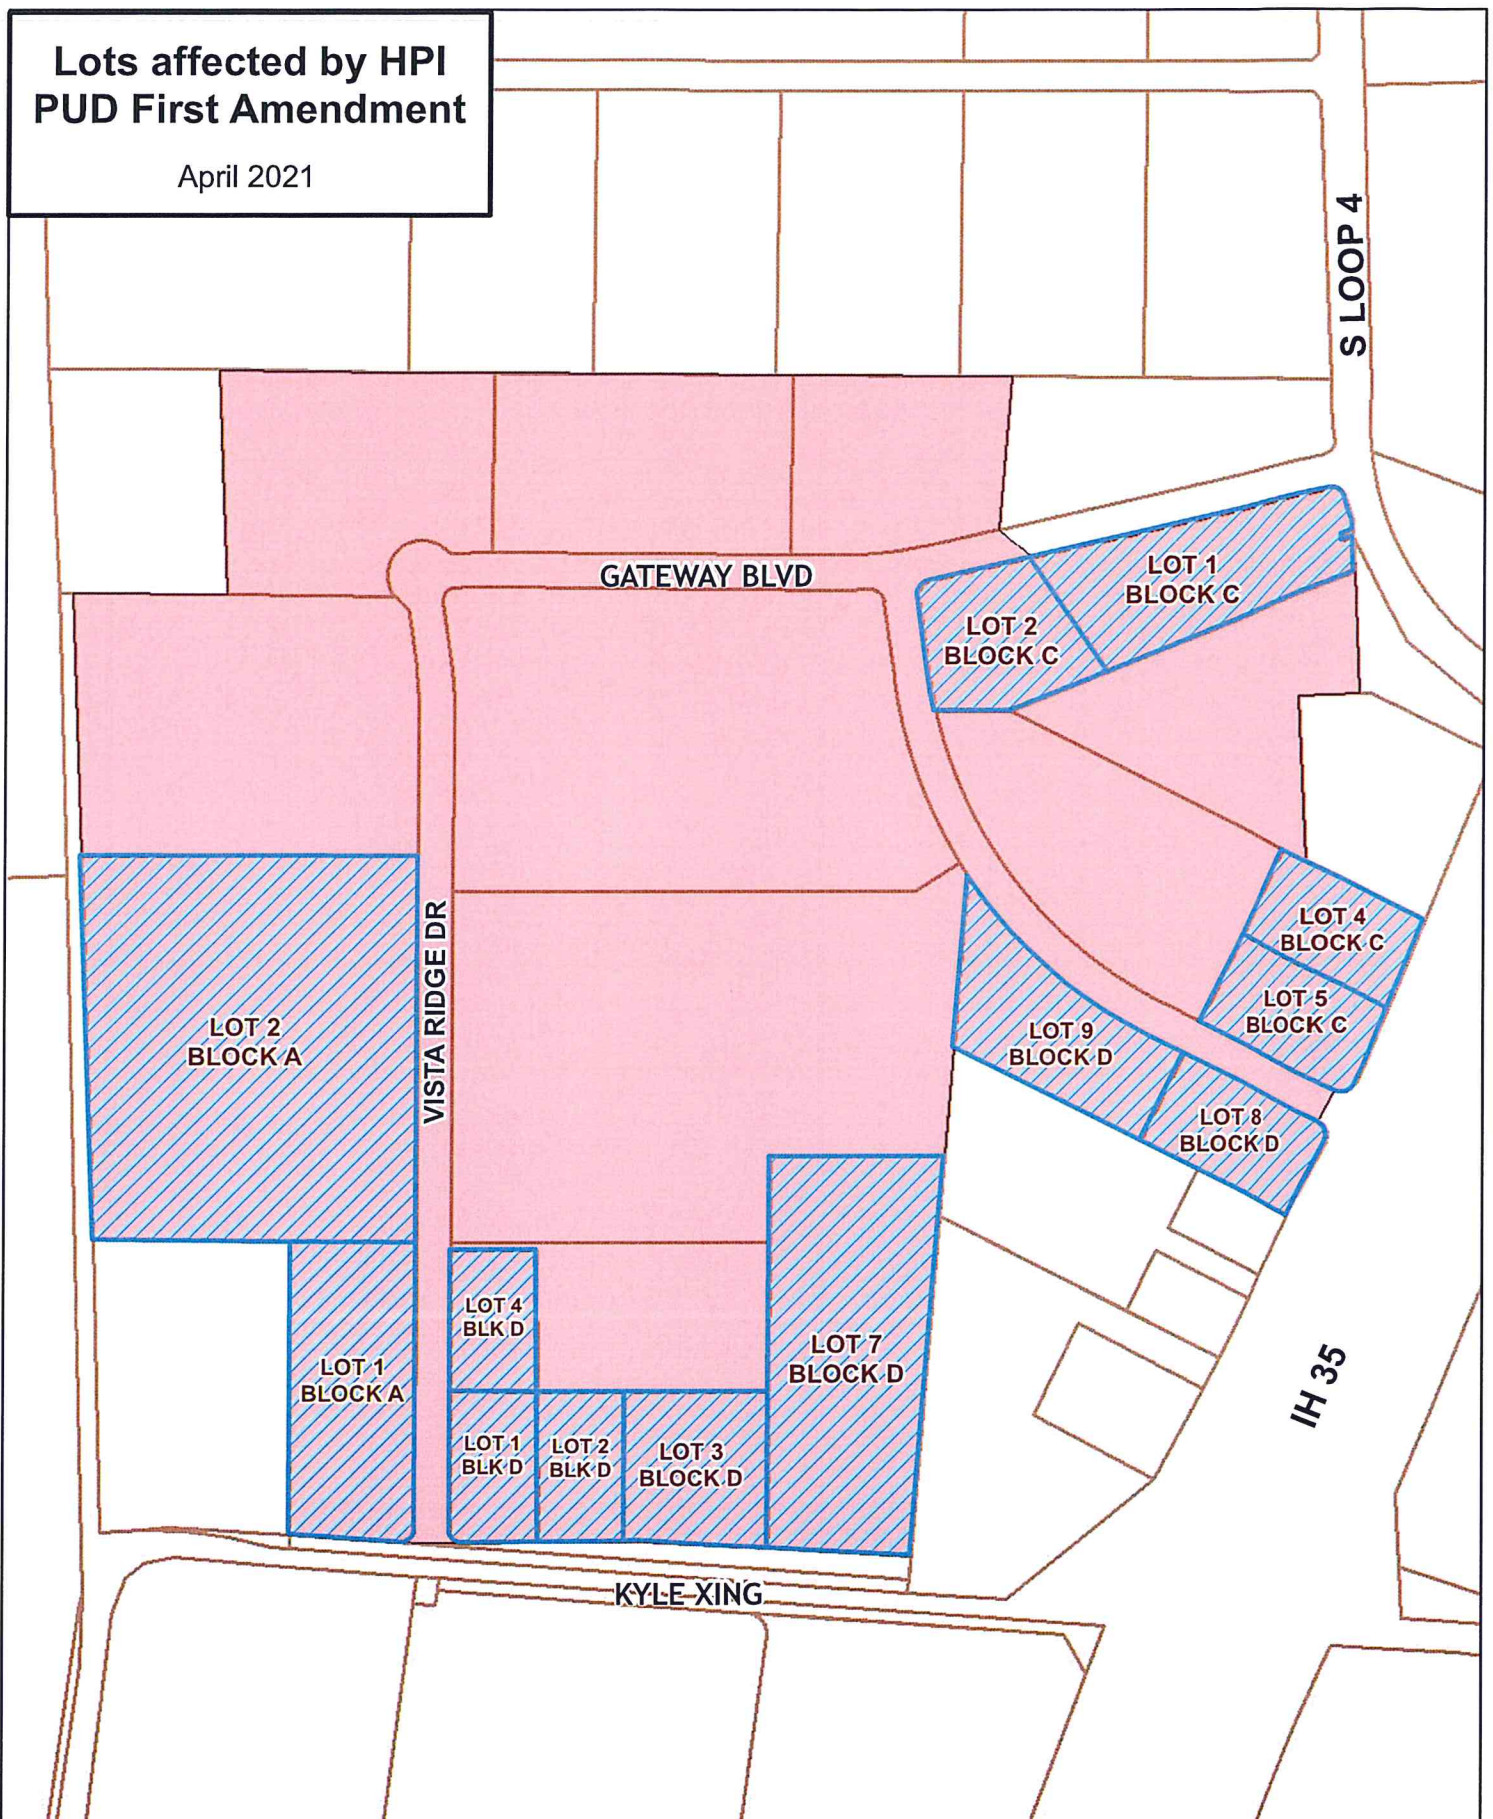 Lots affected by HPI
PUD First Amendment
April 2021
S LOOP 4
GATEWAY BLVD
LOT 1
BLOCK C
LOT 2
BLOCK C
VISTA RIDGE DR
LOT 4
BLOCK C
LOT 5
BLOCK C
LOT 2
BLOCK A
LOT 9
BLOCK D
LOT 8
BLOCK D
LOT 4
BLK D
LOT 7
BLOCK D
LOT 1
BLOCK A
LOT 1
BLK D
LOT 2
BLK D
LOT 3
BLOCK D
IH 35
KYLE XING